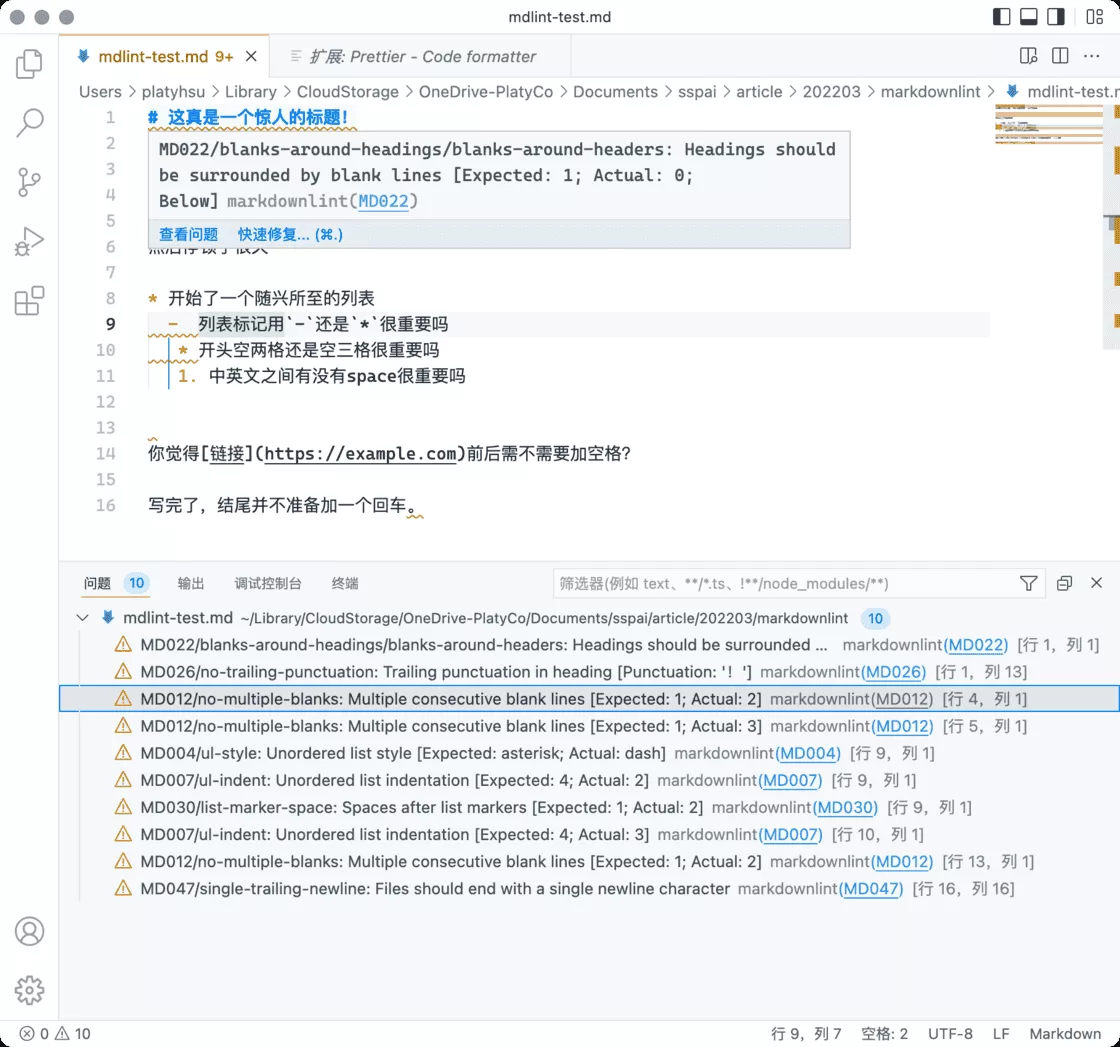 mdlint-test.md
mdlint-test.md 9+
扩展: Prettier - Code formatter
Users > platyhsu > Library > CloudStorage > OneDrive-PlatyCo > Documents > sspai > article > 202203 > markdownlint > mdlint-test.m
1 # 这真是一个惊人的标题！
2
3
4
5
MD022/blanks-around-headings/blanks-around-headers: Headings should
be surrounded by blank lines [Expected: 1; Actual: 0;
Below] markdownlint(MD022)
查看问题 快速修复... (⌘.)
6 然后停顿了很久
7
8 * 开始了一个随兴所至的列表
9 -  列表标记用`-`还是`*`很重要吗
10 * 开头空两格还是空三格很重要吗
11 1. 中英文之间有没有space很重要吗
12
13
14 你觉得[链接](https://example.com)前后需不需要加空格？
15
16 写完了，结尾并不准备加一个回车。
问题 10 输出 调试控制台 终端 筛选器(例如 text、**/*.ts、!**/node_modules/**)
mdlint-test.md ~/Library/CloudStorage/OneDrive-PlatyCo/Documents/sspai/article/202203/markdownlint 10
MD022/blanks-around-headings/blanks-around-headers: Headings should be surrounded ... markdownlint(MD022) [行 1，列 1]
MD026/no-trailing-punctuation: Trailing punctuation in heading [Punctuation: '！'] markdownlint(MD026) [行 1，列 13]
MD012/no-multiple-blanks: Multiple consecutive blank lines [Expected: 1; Actual: 2] markdownlint(MD012) [行 4，列 1]
MD012/no-multiple-blanks: Multiple consecutive blank lines [Expected: 1; Actual: 3] markdownlint(MD012) [行 5，列 1]
MD004/ul-style: Unordered list style [Expected: asterisk; Actual: dash] markdownlint(MD004) [行 9，列 1]
MD007/ul-indent: Unordered list indentation [Expected: 4; Actual: 2] markdownlint(MD007) [行 9，列 1]
MD030/list-marker-space: Spaces after list markers [Expected: 1; Actual: 2] markdownlint(MD030) [行 9，列 1]
MD007/ul-indent: Unordered list indentation [Expected: 4; Actual: 3] markdownlint(MD007) [行 10，列 1]
MD012/no-multiple-blanks: Multiple consecutive blank lines [Expected: 1; Actual: 2] markdownlint(MD012) [行 13，列 1]
MD047/single-trailing-newline: Files should end with a single newline character markdownlint(MD047) [行 16，列 16]
0 10 行 9，列 7 空格: 2 UTF-8 LF Markdown